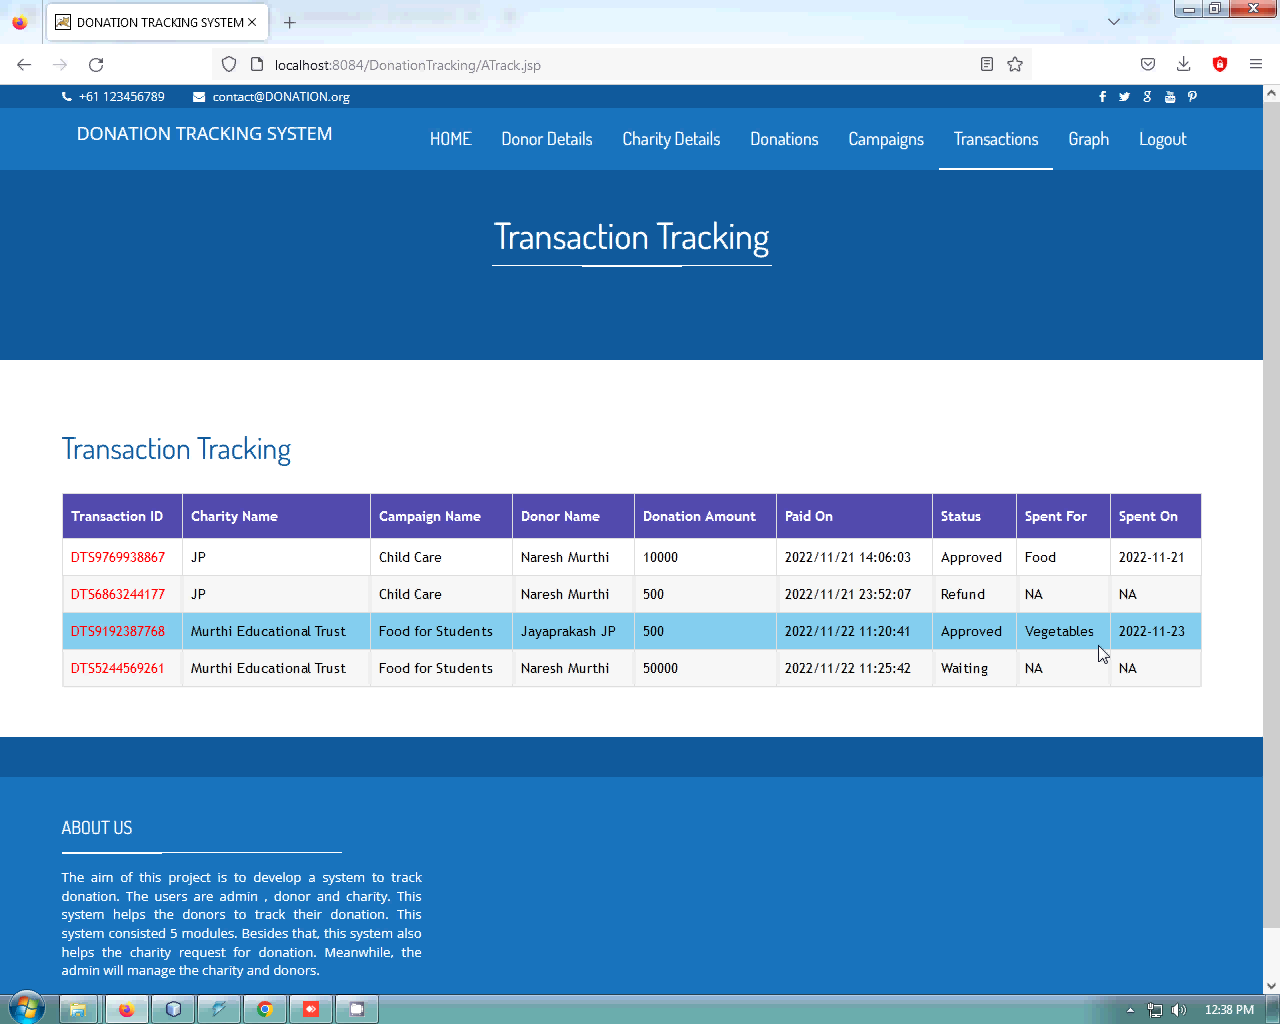 DONATION TRACKING SYSTEM
localhost:8084/DonationTracking/ATrack.jsp
+61 123456789 contact@DONATION.org
DONATION TRACKING SYSTEM HOME Donor Details Charity Details Donations Campaigns Transactions Graph Logout
Transaction Tracking
Transaction Tracking
Transaction ID Charity Name Campaign Name Donor Name Donation Amount Paid On Status Spent For Spent On
DTS9769938867 JP Child Care Naresh Murthi 10000 2022/11/21 14:06:03 Approved Food 2022-11-21
DTS6863244177 JP Child Care Naresh Murthi 500 2022/11/21 23:52:07 Refund NA NA
DTS9192387768 Murthi Educational Trust Food for Students Jayaprakash JP 500 2022/11/22 11:20:41 Approved Vegetables 2022-11-23
DTS5244569261 Murthi Educational Trust Food for Students Naresh Murthi 50000 2022/11/22 11:25:42 Waiting NA NA
ABOUT US
The aim of this project is to develop a system to track
donation. The users are admin , donor and charity. This
system helps the donors to track their donation. This
system consisted 5 modules. Besides that, this system also
helps the charity request for donation. Meanwhile, the
admin will manage the charity and donors.
12:38 PM